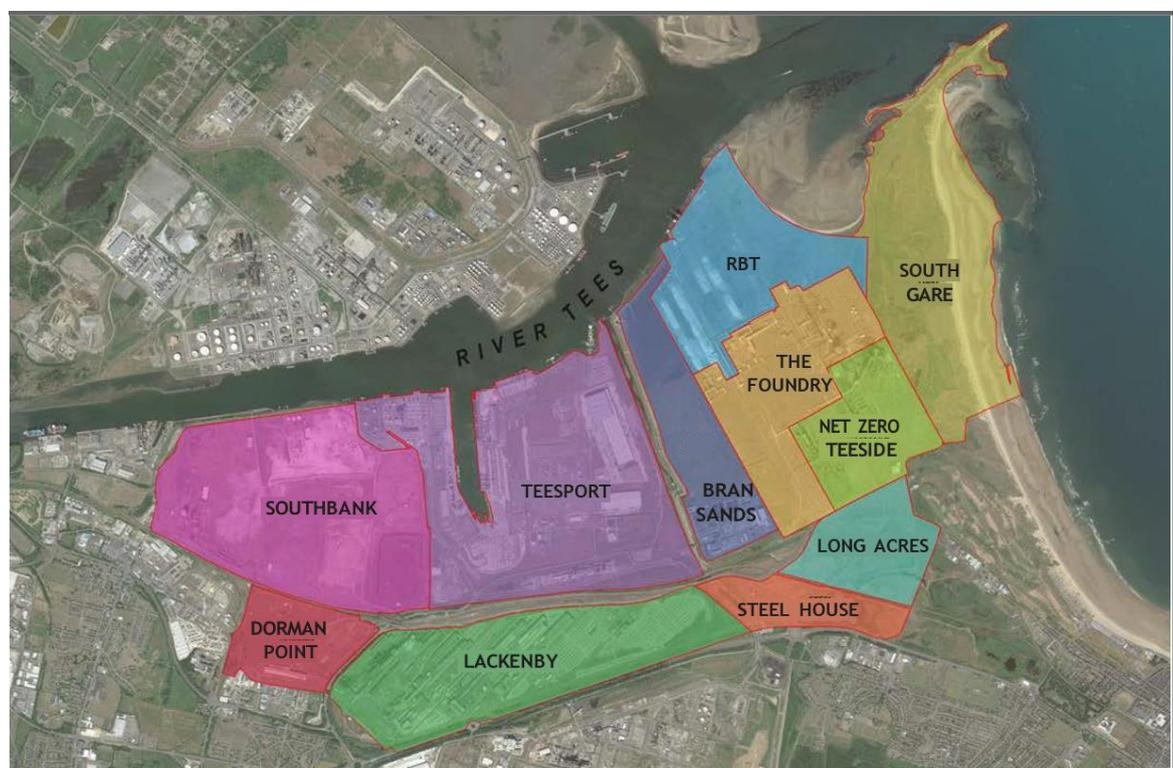 RBT
SOUTH
GARE
RIVER TEES
THE
FOUNDRY
NET ZERO
TEESIDE
BRAN
SANDS
TEESPORT
SOUTHBANK
LONG ACRES
STEEL HOUSE
DORMAN
POINT
LACKENBY